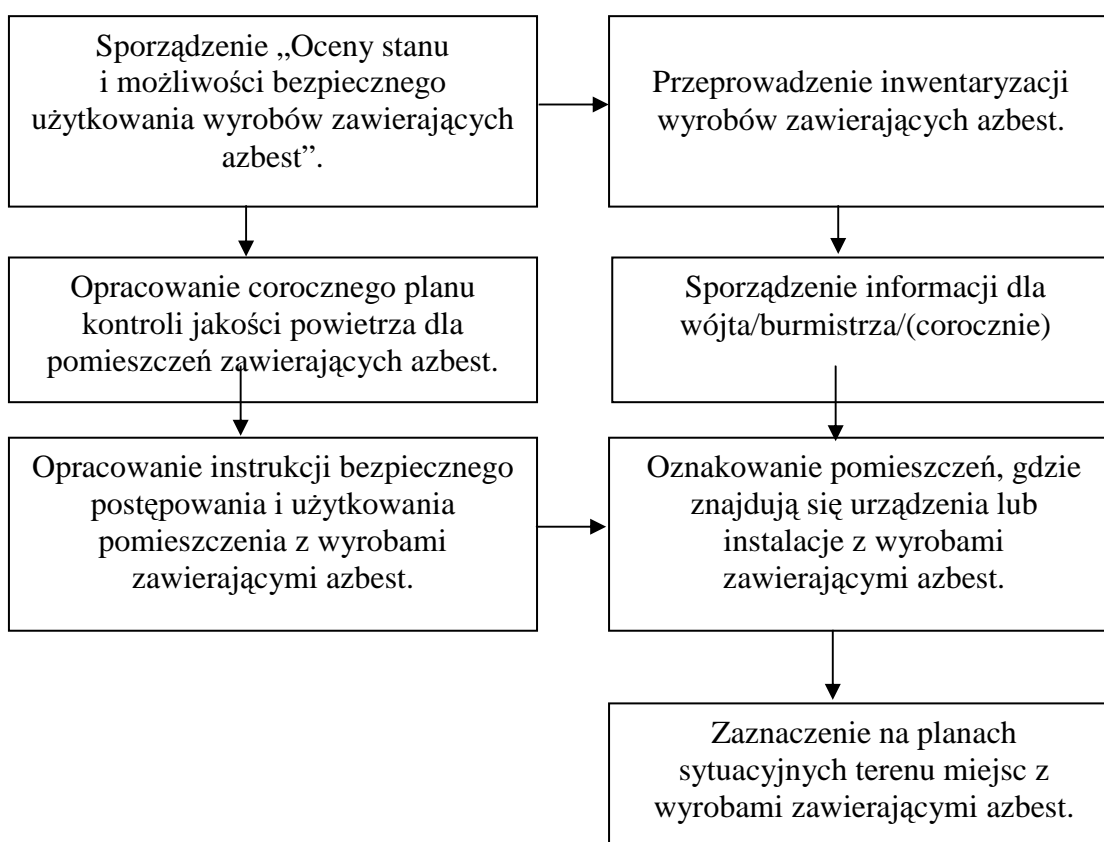 Sporządzenie „Oceny stanu
i możliwości bezpiecznego
użytkowania wyrobów zawierających
azbest”.
Przeprowadzenie inwentaryzacji
wyrobów zawierających azbest.
Opracowanie corocznego planu
kontroli jakości powietrza dla
pomieszczeń zawierających azbest.
Sporządzenie informacji dla
wójta/burmistrza/(corocznie)
Opracowanie instrukcji bezpiecznego
postępowania i użytkowania
pomieszczenia z wyrobami
zawierającymi azbest.
Oznakowanie pomieszczeń, gdzie
znajdują się urządzenia lub
instalacje z wyrobami
zawierającymi azbest.
Zaznaczenie na planach
sytuacyjnych terenu miejsc z
wyrobami zawierającymi azbest.